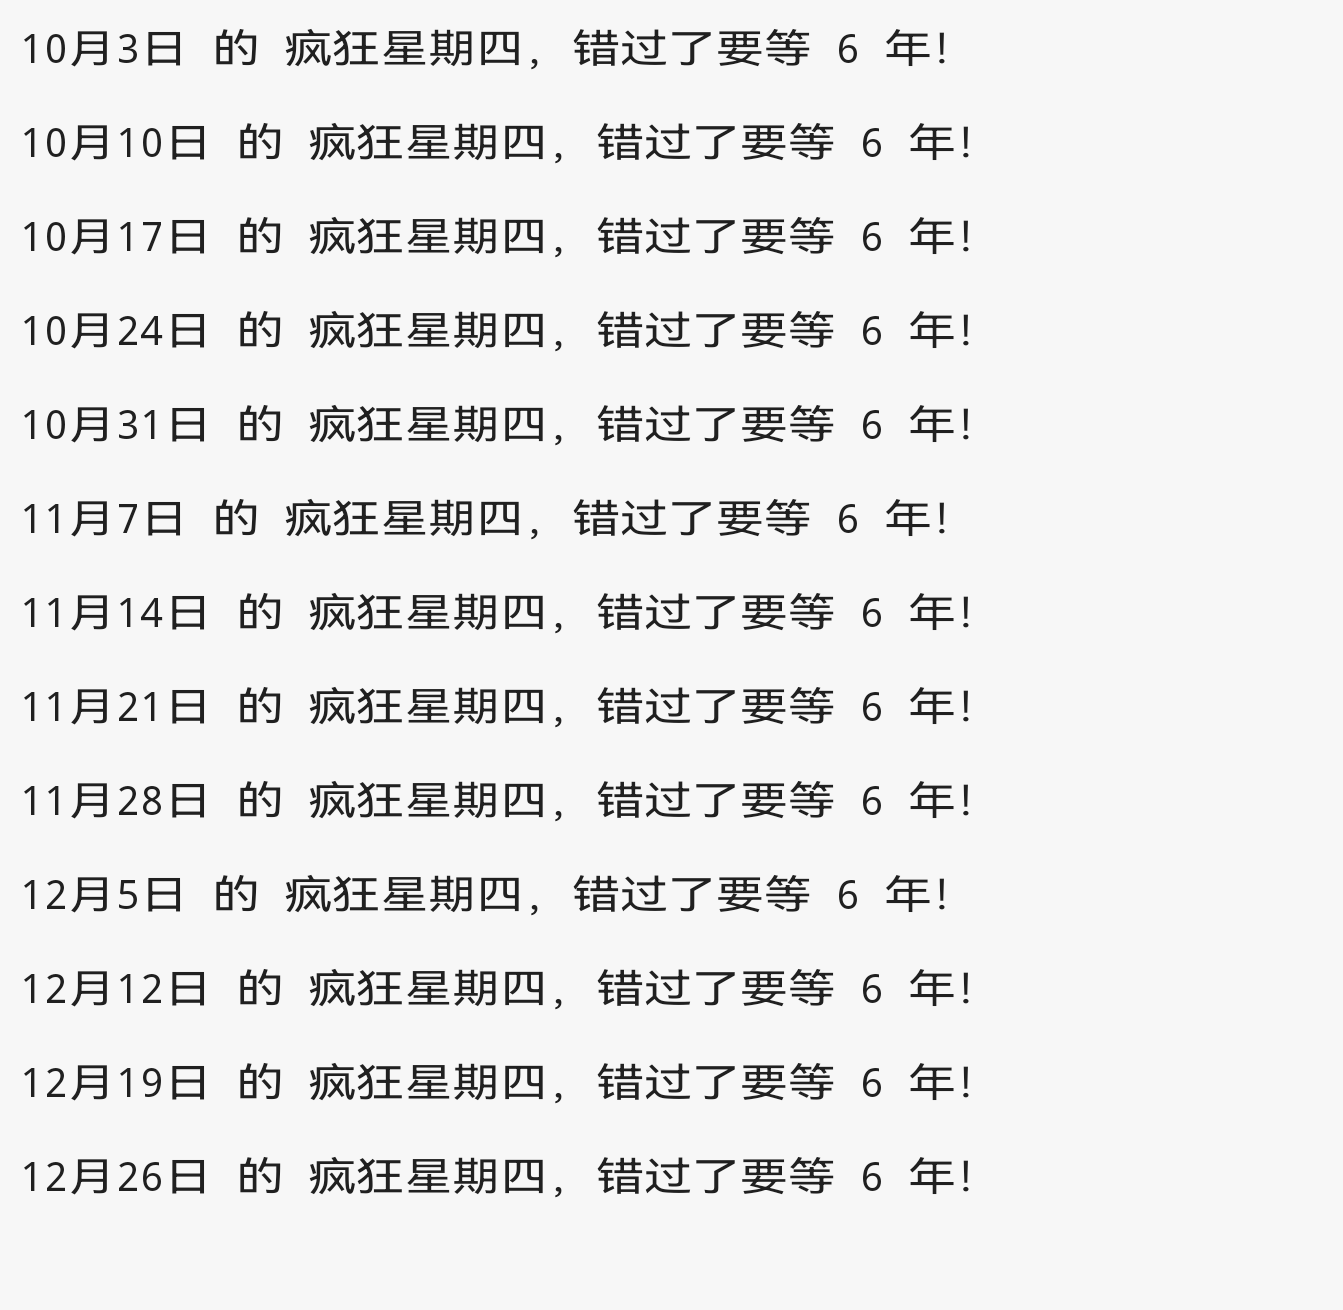 10月3日 的 疯狂星期四，错过了要等 6 年！
10月10日 的 疯狂星期四，错过了要等 6 年！
10月17日 的 疯狂星期四，错过了要等 6 年！
10月24日 的 疯狂星期四，错过了要等 6 年！
10月31日 的 疯狂星期四，错过了要等 6 年！
11月7日 的 疯狂星期四，错过了要等 6 年！
11月14日 的 疯狂星期四，错过了要等 6 年！
11月21日 的 疯狂星期四，错过了要等 6 年！
11月28日 的 疯狂星期四，错过了要等 6 年！
12月5日 的 疯狂星期四，错过了要等 6 年！
12月12日 的 疯狂星期四，错过了要等 6 年！
12月19日 的 疯狂星期四，错过了要等 6 年！
12月26日 的 疯狂星期四，错过了要等 6 年！